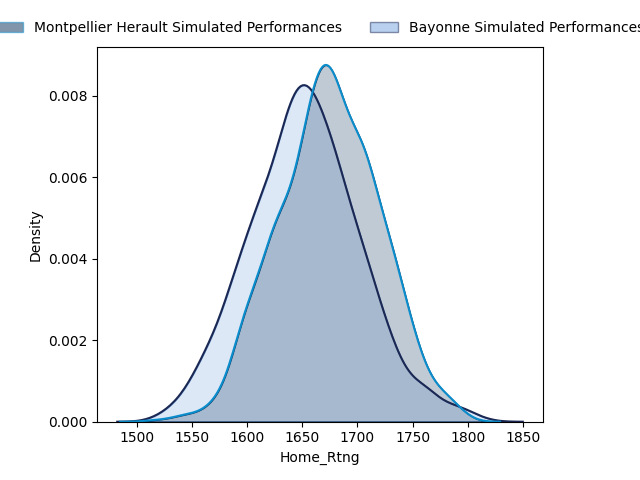 Montpellier Herault Simulated Performances Bayonne Simulated Performances
0.008
0.006
0.004
0.002
0.000
Density
1500 1550 1600 1650 1700 1750 1800 1850
Home_Rtng